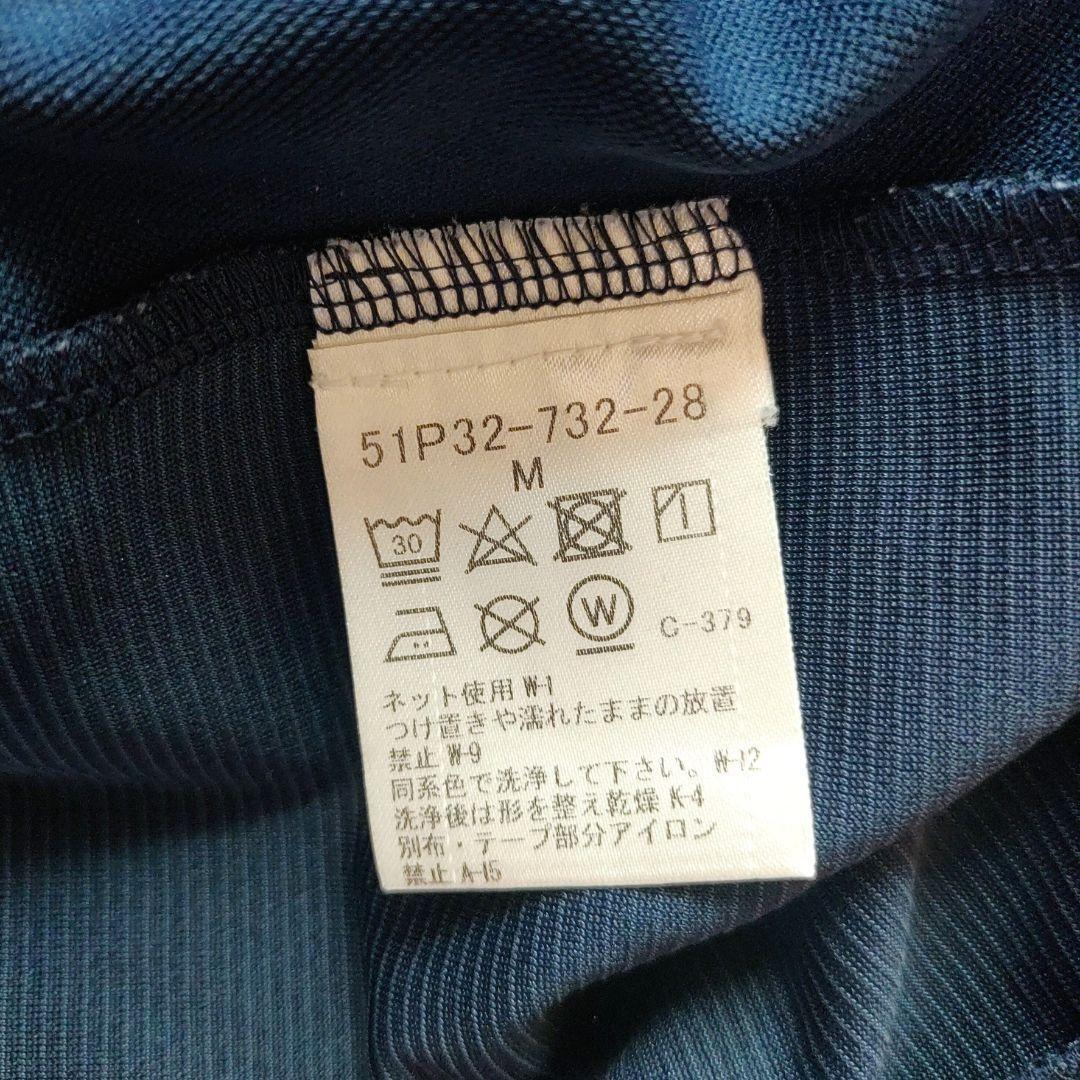 51P32-732-28
M
30
W
C-379
ネット使用 W-1
つけ置きや濡れたままの放置
禁止 W-9
同系色で洗浄して下さい。W-12
洗浄後は形を整え乾燥 K-4
別布・テープ部分アイロン
禁止 A-15